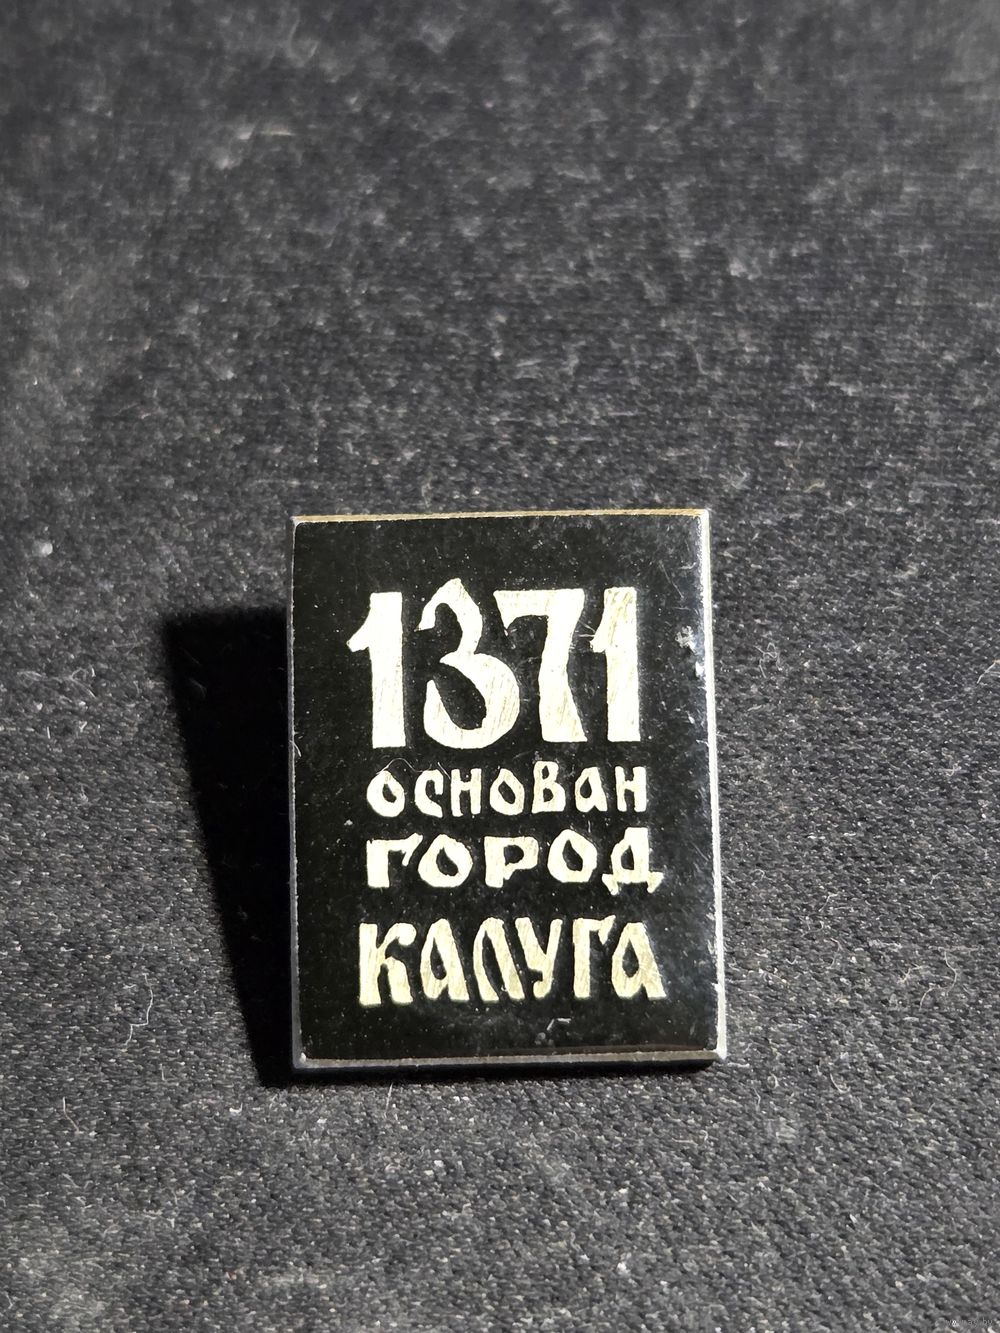 1371
основан
город
калуга